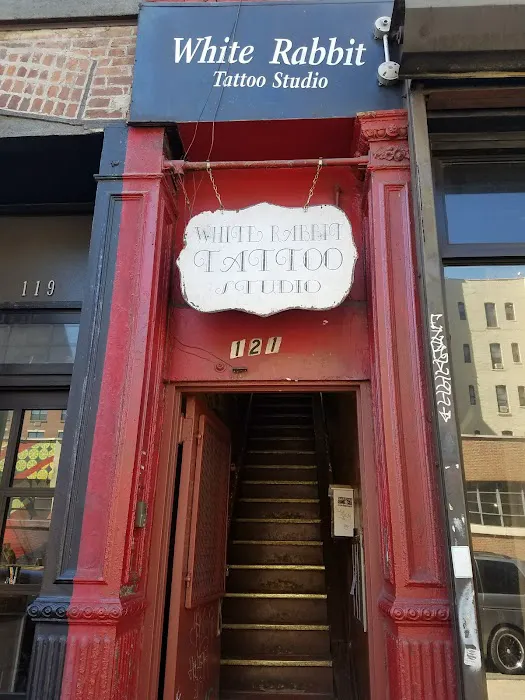 White Rabbit
Tattoo Studio
WHITE RABBIT
TATTOO
STUDIO
119
121